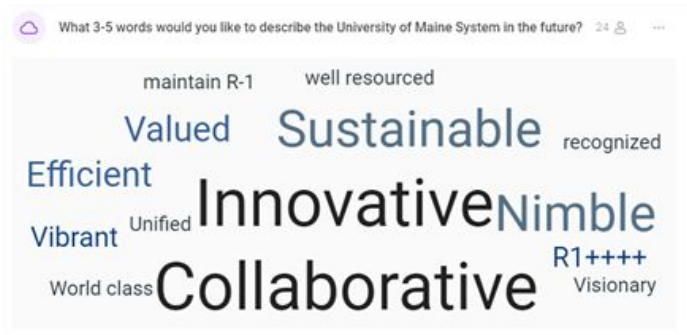 What 3-5 words would you like to describe the University of Maine System in the future? 24
maintain R-1 well resourced
Valued Sustainable recognized
Efficient
Innovative Nimble
Vibrant Unified
R1++++
World class Collaborative Visionary